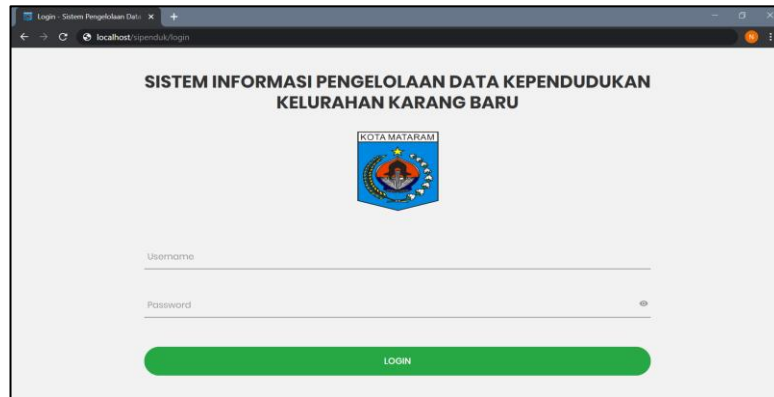 Login - Sistem Pengelolaan Data
localhost/sipenduk/login
N
SISTEM INFORMASI PENGELOLAAN DATA KEPENDUDUKAN
KELURAHAN KARANG BARU
KOTA MATARAM
Username
Password
LOGIN